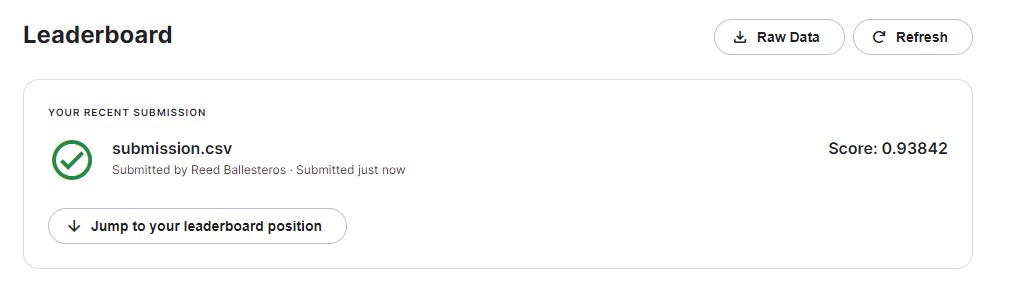 Leaderboard
Raw Data
Refresh
YOUR RECENT SUBMISSION
submission.csv
Score: 0.93842
Submitted by Reed Ballesteros · Submitted just now
Jump to your leaderboard position